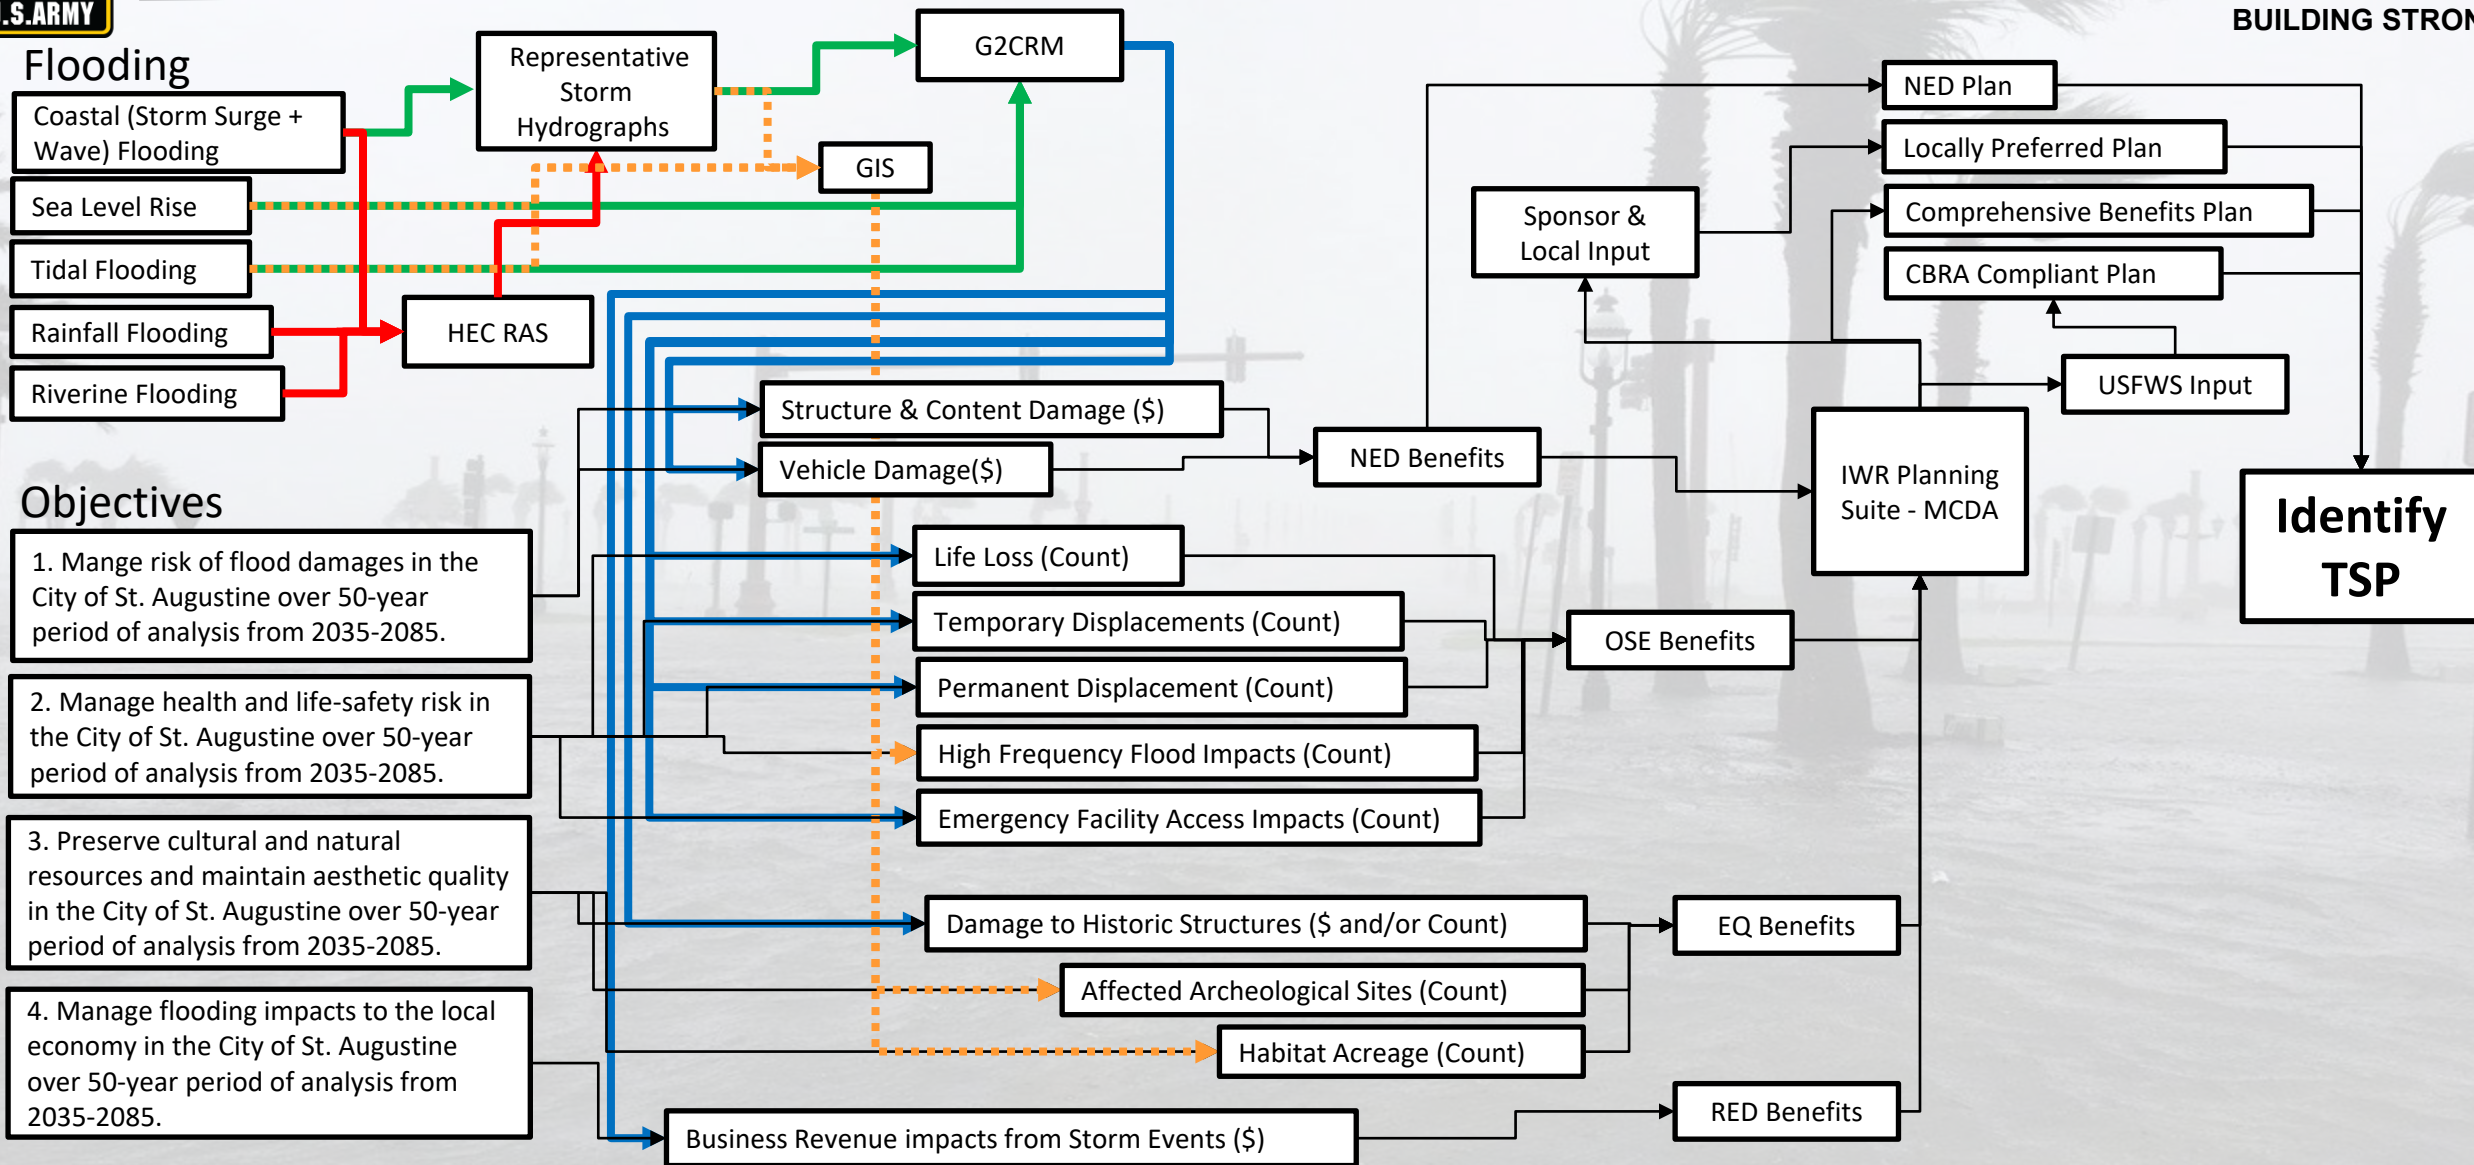 U.S.ARMY
BUILDING STRON
Flooding
Coastal (Storm Surge +
Wave) Flooding
Sea Level Rise
Tidal Flooding
Rainfall Flooding
Riverine Flooding
Representative
Storm
Hydrographs
G2CRM
GIS
HEC RAS
NED Plan
Locally Preferred Plan
Comprehensive Benefits Plan
CBRA Compliant Plan
Sponsor &
Local Input
USFWS Input
Structure & Content Damage ($)
Vehicle Damage($)
NED Benefits
IWR Planning
Suite - MCDA
Identify
TSP
Objectives
1. Mange risk of flood damages in the
City of St. Augustine over 50-year
period of analysis from 2035-2085.
2. Manage health and life-safety risk in
the City of St. Augustine over 50-year
period of analysis from 2035-2085.
3. Preserve cultural and natural
resources and maintain aesthetic quality
in the City of St. Augustine over 50-year
period of analysis from 2035-2085.
4. Manage flooding impacts to the local
economy in the City of St. Augustine
over 50-year period of analysis from
2035-2085.
Life Loss (Count)
Temporary Displacements (Count)
Permanent Displacement (Count)
High Frequency Flood Impacts (Count)
Emergency Facility Access Impacts (Count)
OSE Benefits
Damage to Historic Structures ($ and/or Count)
Affected Archeological Sites (Count)
Habitat Acreage (Count)
EQ Benefits
Business Revenue impacts from Storm Events ($)
RED Benefits